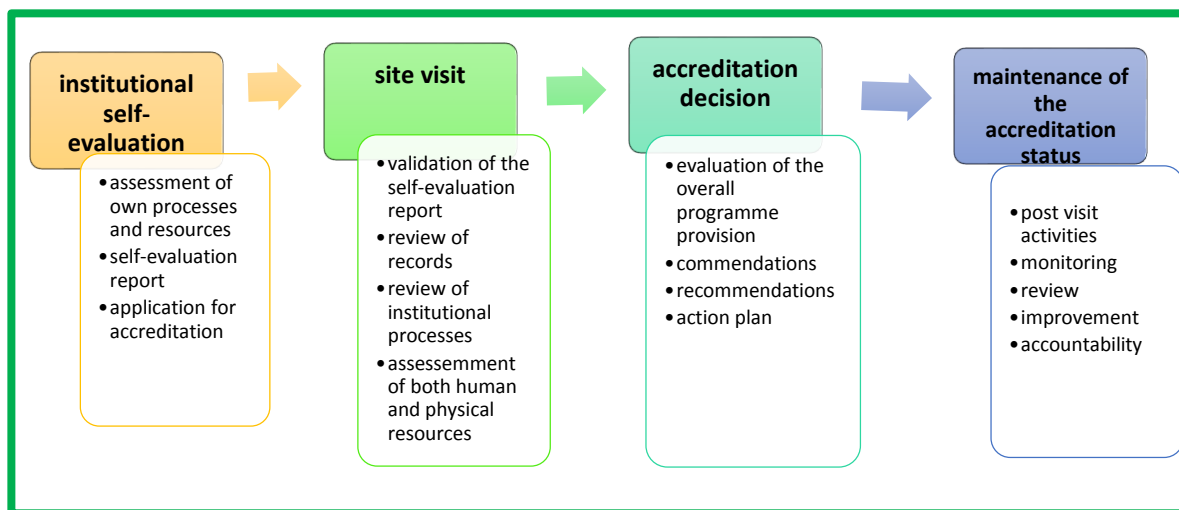 institutional
self-
evaluation
• assessment of
own processes
and resources
• self-evaluation
report
• application for
accreditation
site visit
• validation of the
self-evaluation
report
• review of
records
• review of
institutional
processes
• assessemment
of both human
and physical
resources
accreditation
decision
• evaluation of the
overall
programme
provision
• commendations
• recommendations
• action plan
maintenance of
the
accreditation
status
• post visit
activities
• monitoring
• review
• improvement
• accountability